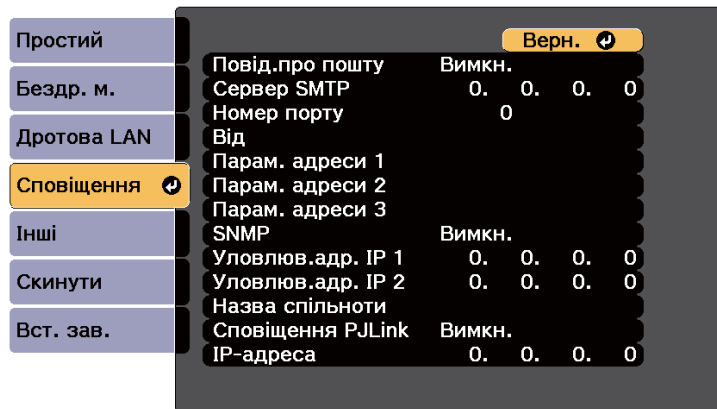 Простий
Бездр. м.
Дротова LAN
Сповіщення
Інші
Скинути
Вст. зав.
Верн.
Повід.про пошту Вимкн.
Сервер SMTP 0. 0. 0. 0
Номер порту 0
Від
Парам. адреси 1
Парам. адреси 2
Парам. адреси 3
SNMP Вимкн.
Уловлюв.адр. IP 1 0. 0. 0. 0
Уловлюв.адр. IP 2 0. 0. 0. 0
Назва спільноти
Сповіщення PJLink Вимкн.
IP-адреса 0. 0. 0. 0